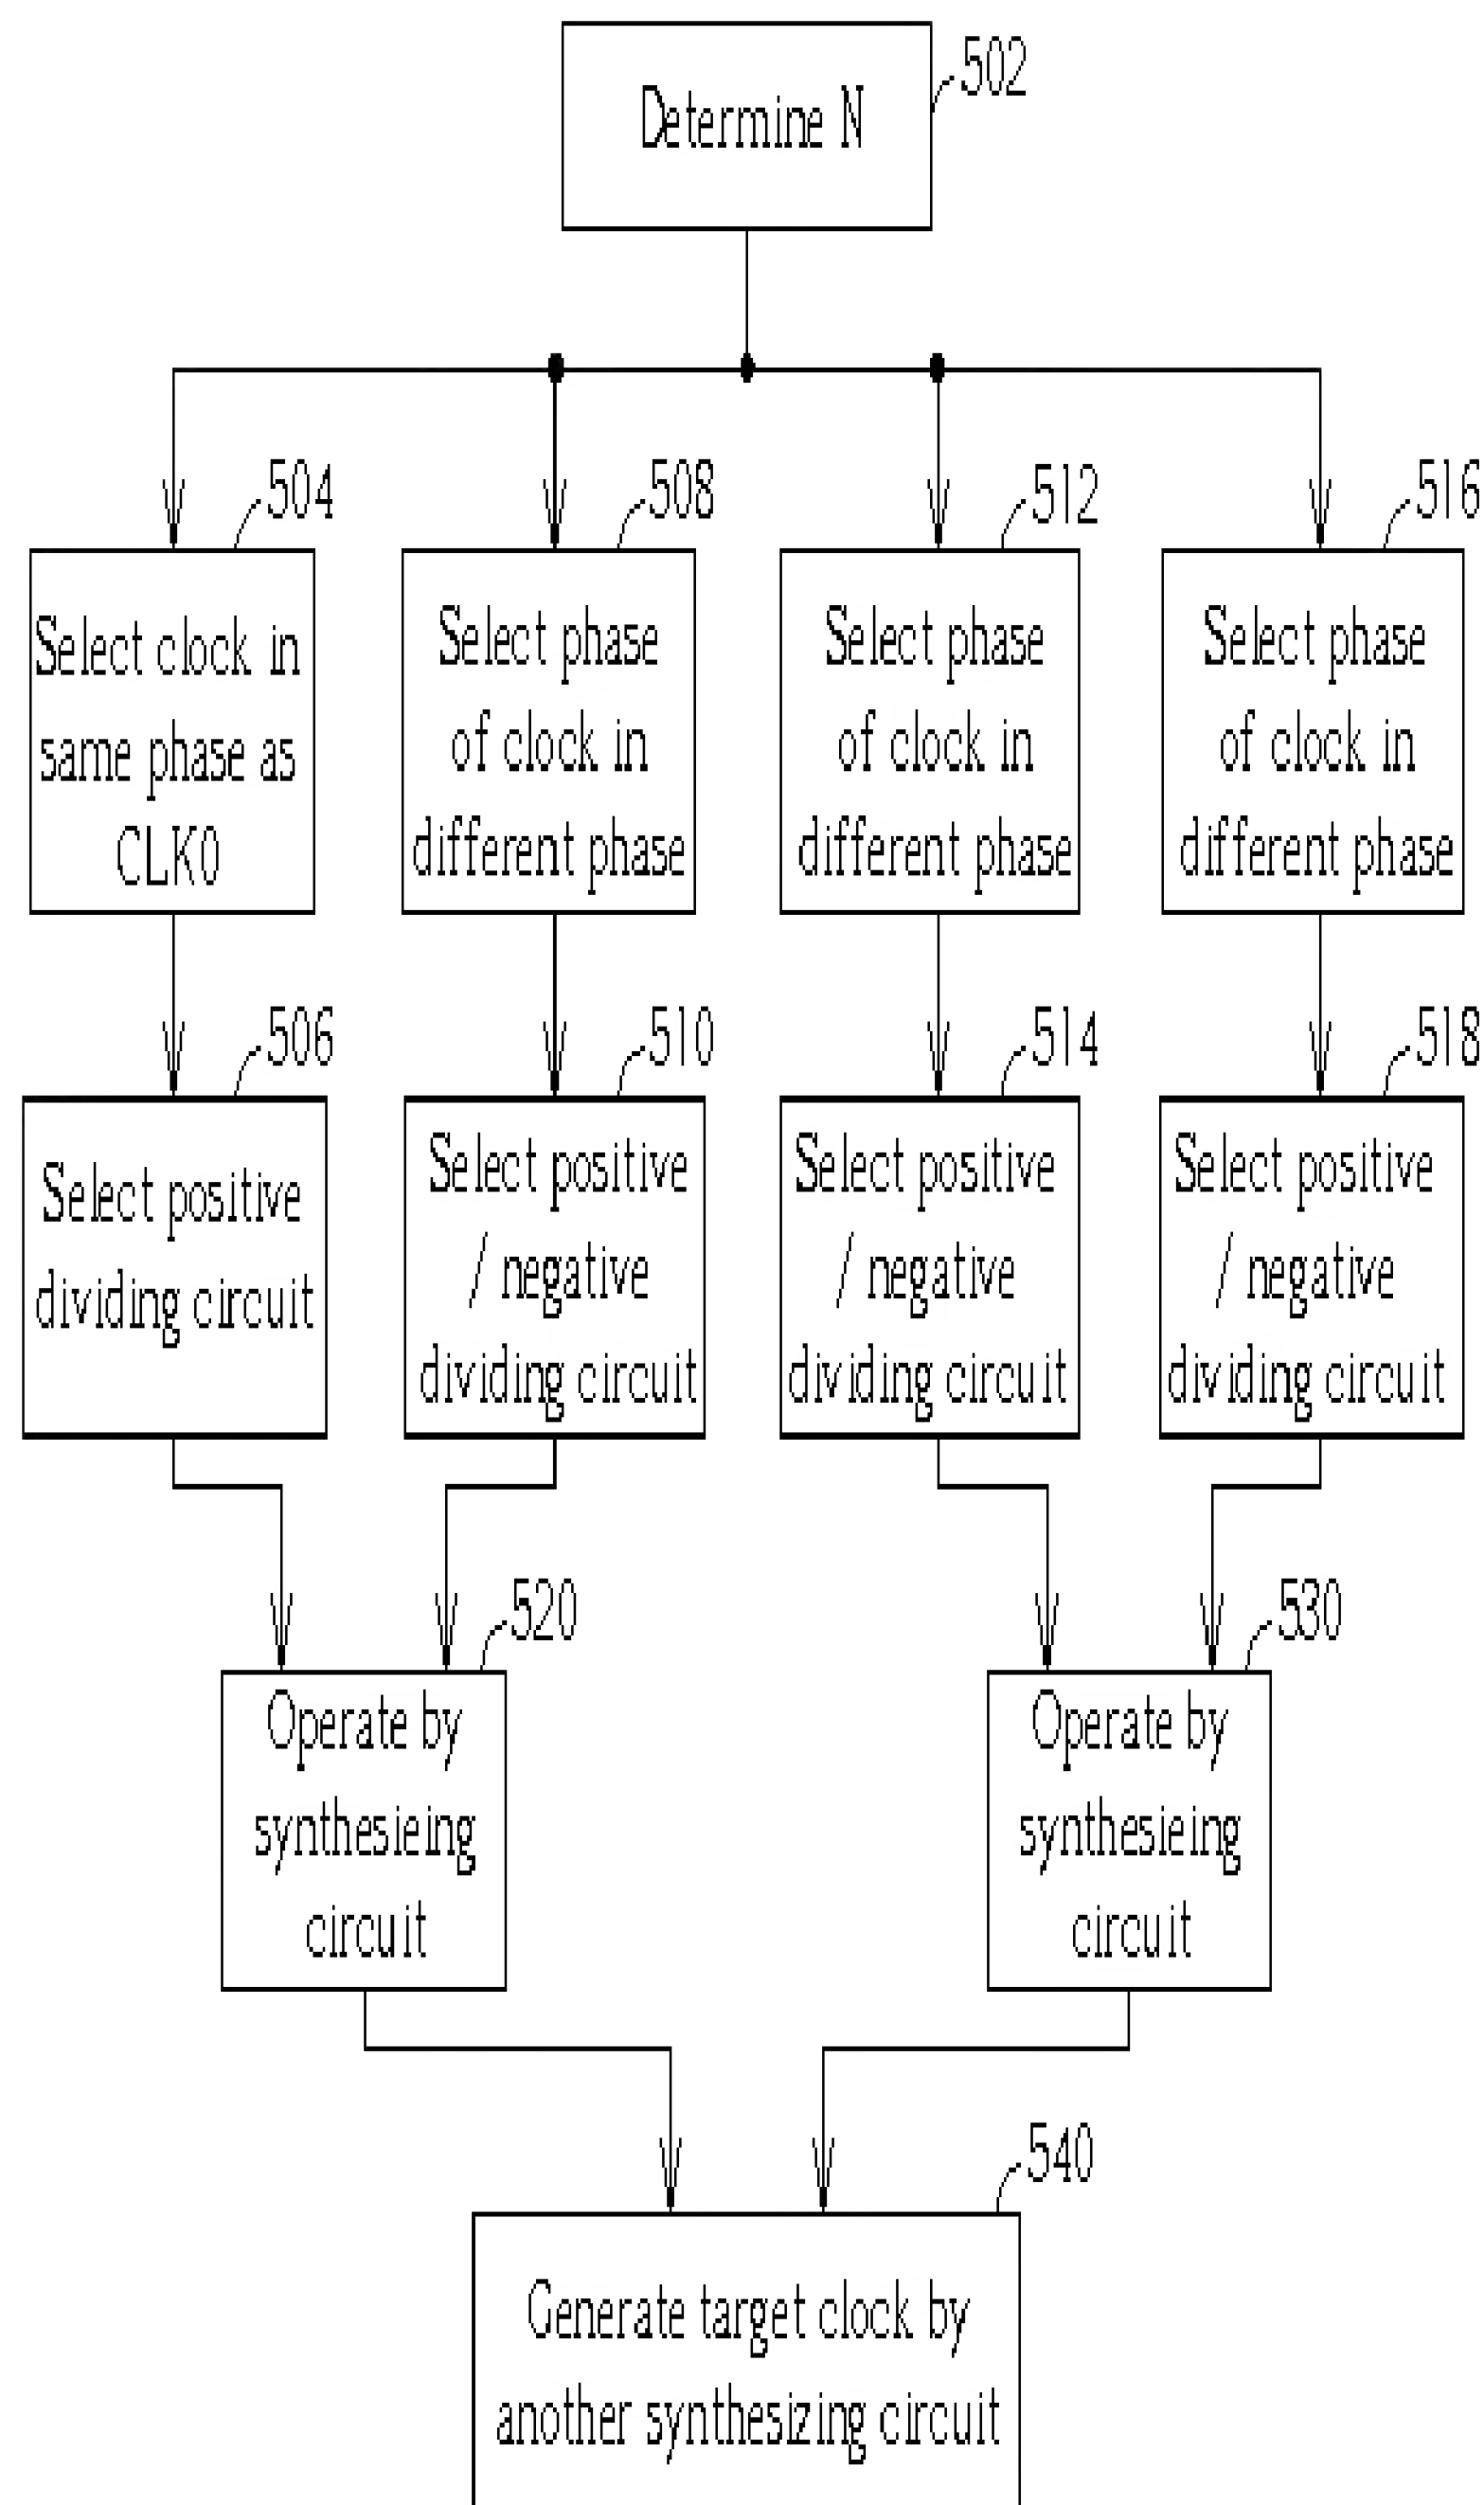 502
Determine N
504
508
512
516
Select clock in
same phase as
CLK0
Select phase
of clock in
different phase
Select phase
of clock in
different phase
Select phase
of clock in
different phase
506
510
514
518
Select positive
dividing circuit
Select positive
/ negative
dividing circuit
Select positive
/ negative
dividing circuit
Select positive
/ negative
dividing circuit
520
530
Operate by
synthesieing
circuit
Operate by
synthesieing
circuit
540
Generate target clock by
another synthesizing circuit